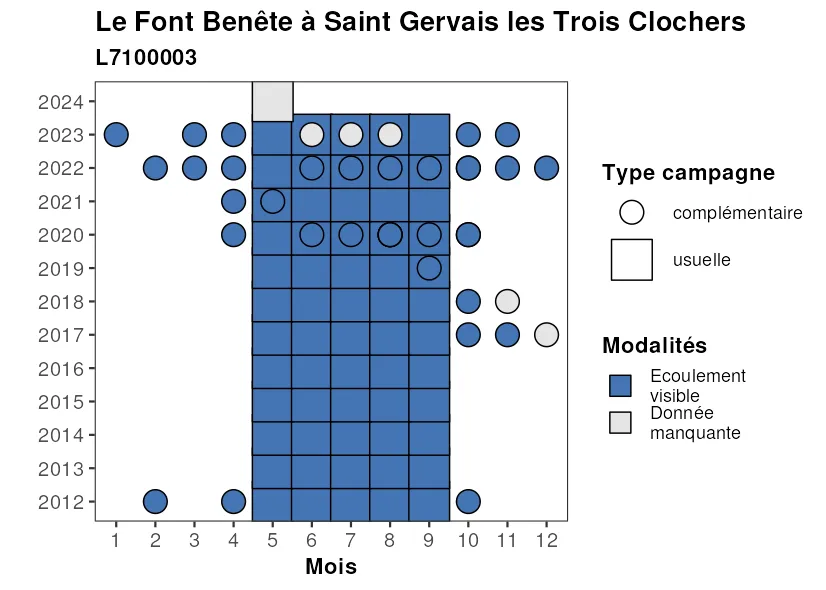 Le Font Benête à Saint Gervais les Trois Clochers
L7100003
2024
2023
2022
2021
2020
2019
2018
2017
2016
2015
2014
2013
2012
1 2 3 4 5 6 7 8 9 10 11 12
Mois
Type campagne
complémentaire
usuelle
Modalités
Ecoulement
visible
Donnée
manquante